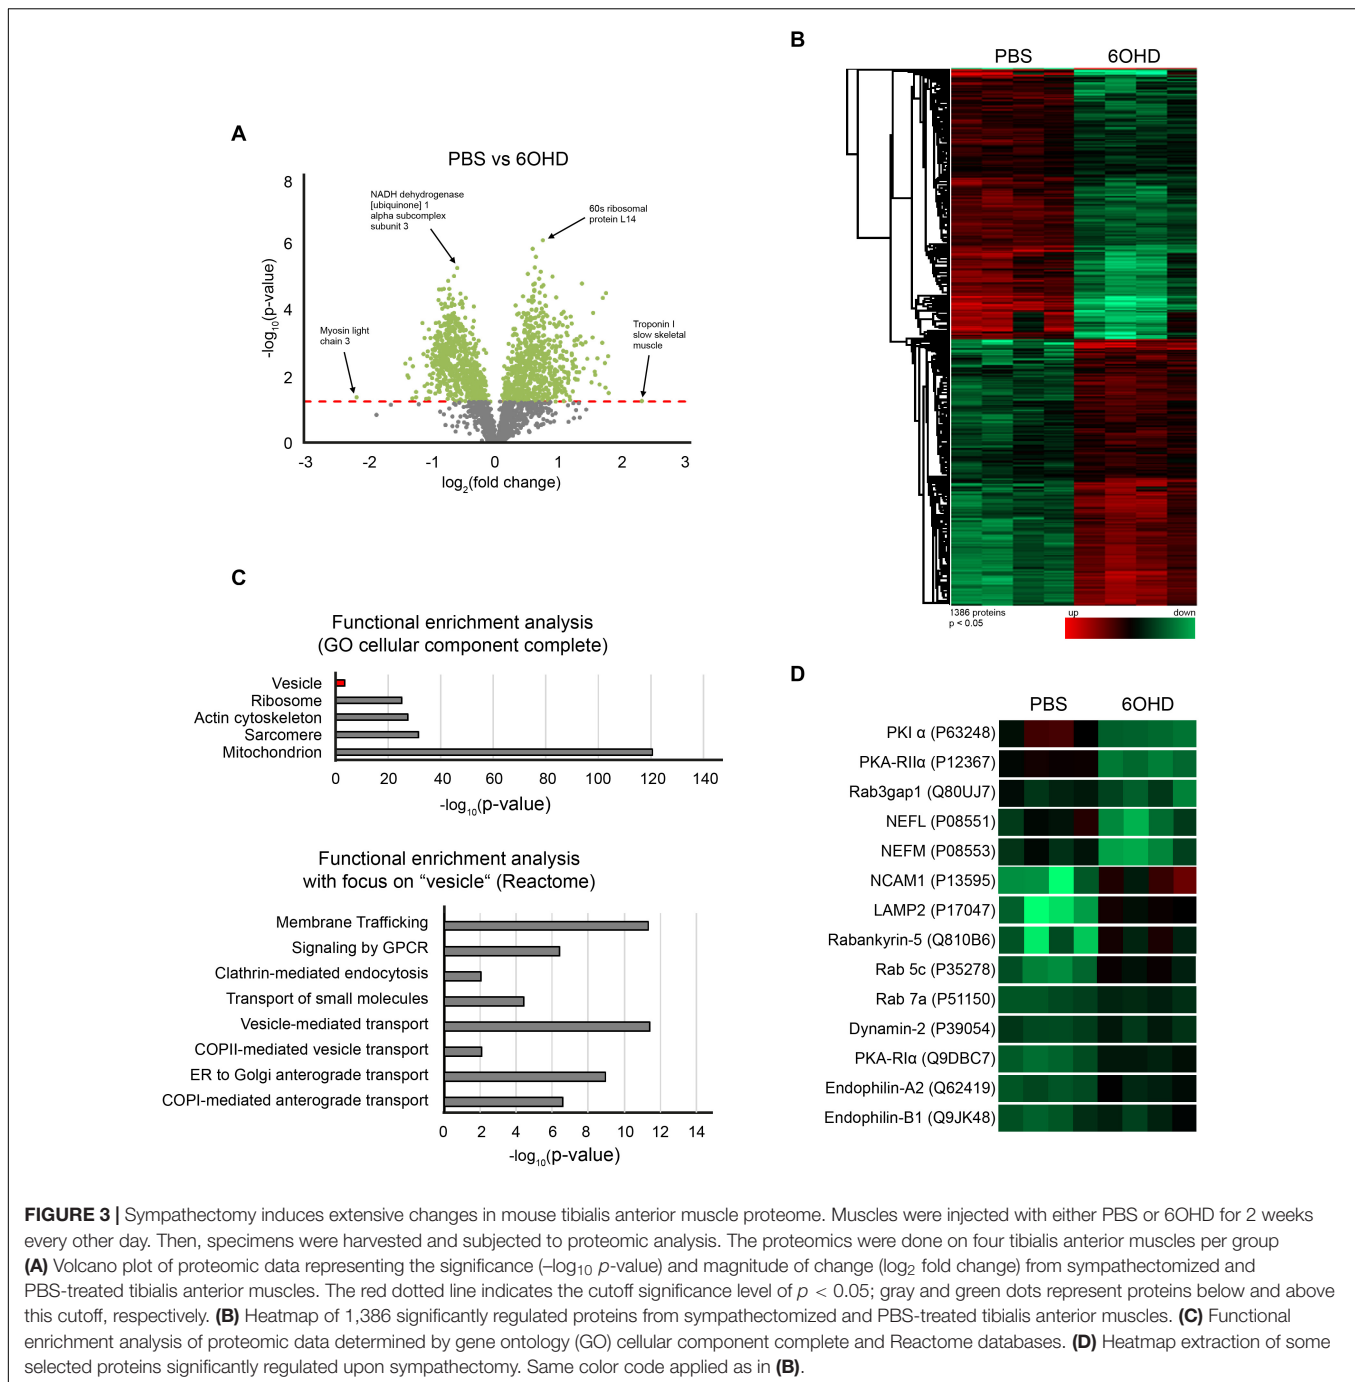 A
PBS vs 6OHD
8
6
4
2
0
-log10(p-value)
NADH dehydrogenase
[ubiquinone] 1
alpha subcomplex
subunit 3
60s ribosomal
protein L14
Myosin light
chain 3
Troponin I
slow skeletal
muscle
-3 -2 -1 0 1 2 3
log2(fold change)
B
PBS 6OHD
1386 proteins
p < 0.05
up down
C
Functional enrichment analysis
(GO cellular component complete)
Vesicle
Ribosome
Actin cytoskeleton
Sarcomere
Mitochondrion
0 20 40 60 80 100 120 140
-log10(p-value)
Functional enrichment analysis
with focus on “vesicle“ (Reactome)
Membrane Trafficking
Signaling by GPCR
Clathrin-mediated endocytosis
Transport of small molecules
Vesicle-mediated transport
COPII-mediated vesicle transport
ER to Golgi anterograde transport
COPI-mediated anterograde transport
0 2 4 6 8 10 12 14
-log10(p-value)
D
PBS 6OHD
PKI α (P63248)
PKA-RIIα (P12367)
Rab3gap1 (Q80UJ7)
NEFL (P08551)
NEFM (P08553)
NCAM1 (P13595)
LAMP2 (P17047)
Rabankyrin-5 (Q810B6)
Rab 5c (P35278)
Rab 7a (P51150)
Dynamin-2 (P39054)
PKA-RIα (Q9DBC7)
Endophilin-A2 (Q62419)
Endophilin-B1 (Q9JK48)
FIGURE 3 | Sympathectomy induces extensive changes in mouse tibialis anterior muscle proteome. Muscles were injected with either PBS or 6OHD for 2 weeks
every other day. Then, specimens were harvested and subjected to proteomic analysis. The proteomics were done on four tibialis anterior muscles per group
(A) Volcano plot of proteomic data representing the significance (–log10 p-value) and magnitude of change (log2 fold change) from sympathectomized and
PBS-treated tibialis anterior muscles. The red dotted line indicates the cutoff significance level of p < 0.05; gray and green dots represent proteins below and above
this cutoff, respectively. (B) Heatmap of 1,386 significantly regulated proteins from sympathectomized and PBS-treated tibialis anterior muscles. (C) Functional
enrichment analysis of proteomic data determined by gene ontology (GO) cellular component complete and Reactome databases. (D) Heatmap extraction of some
selected proteins significantly regulated upon sympathectomy. Same color code applied as in (B).